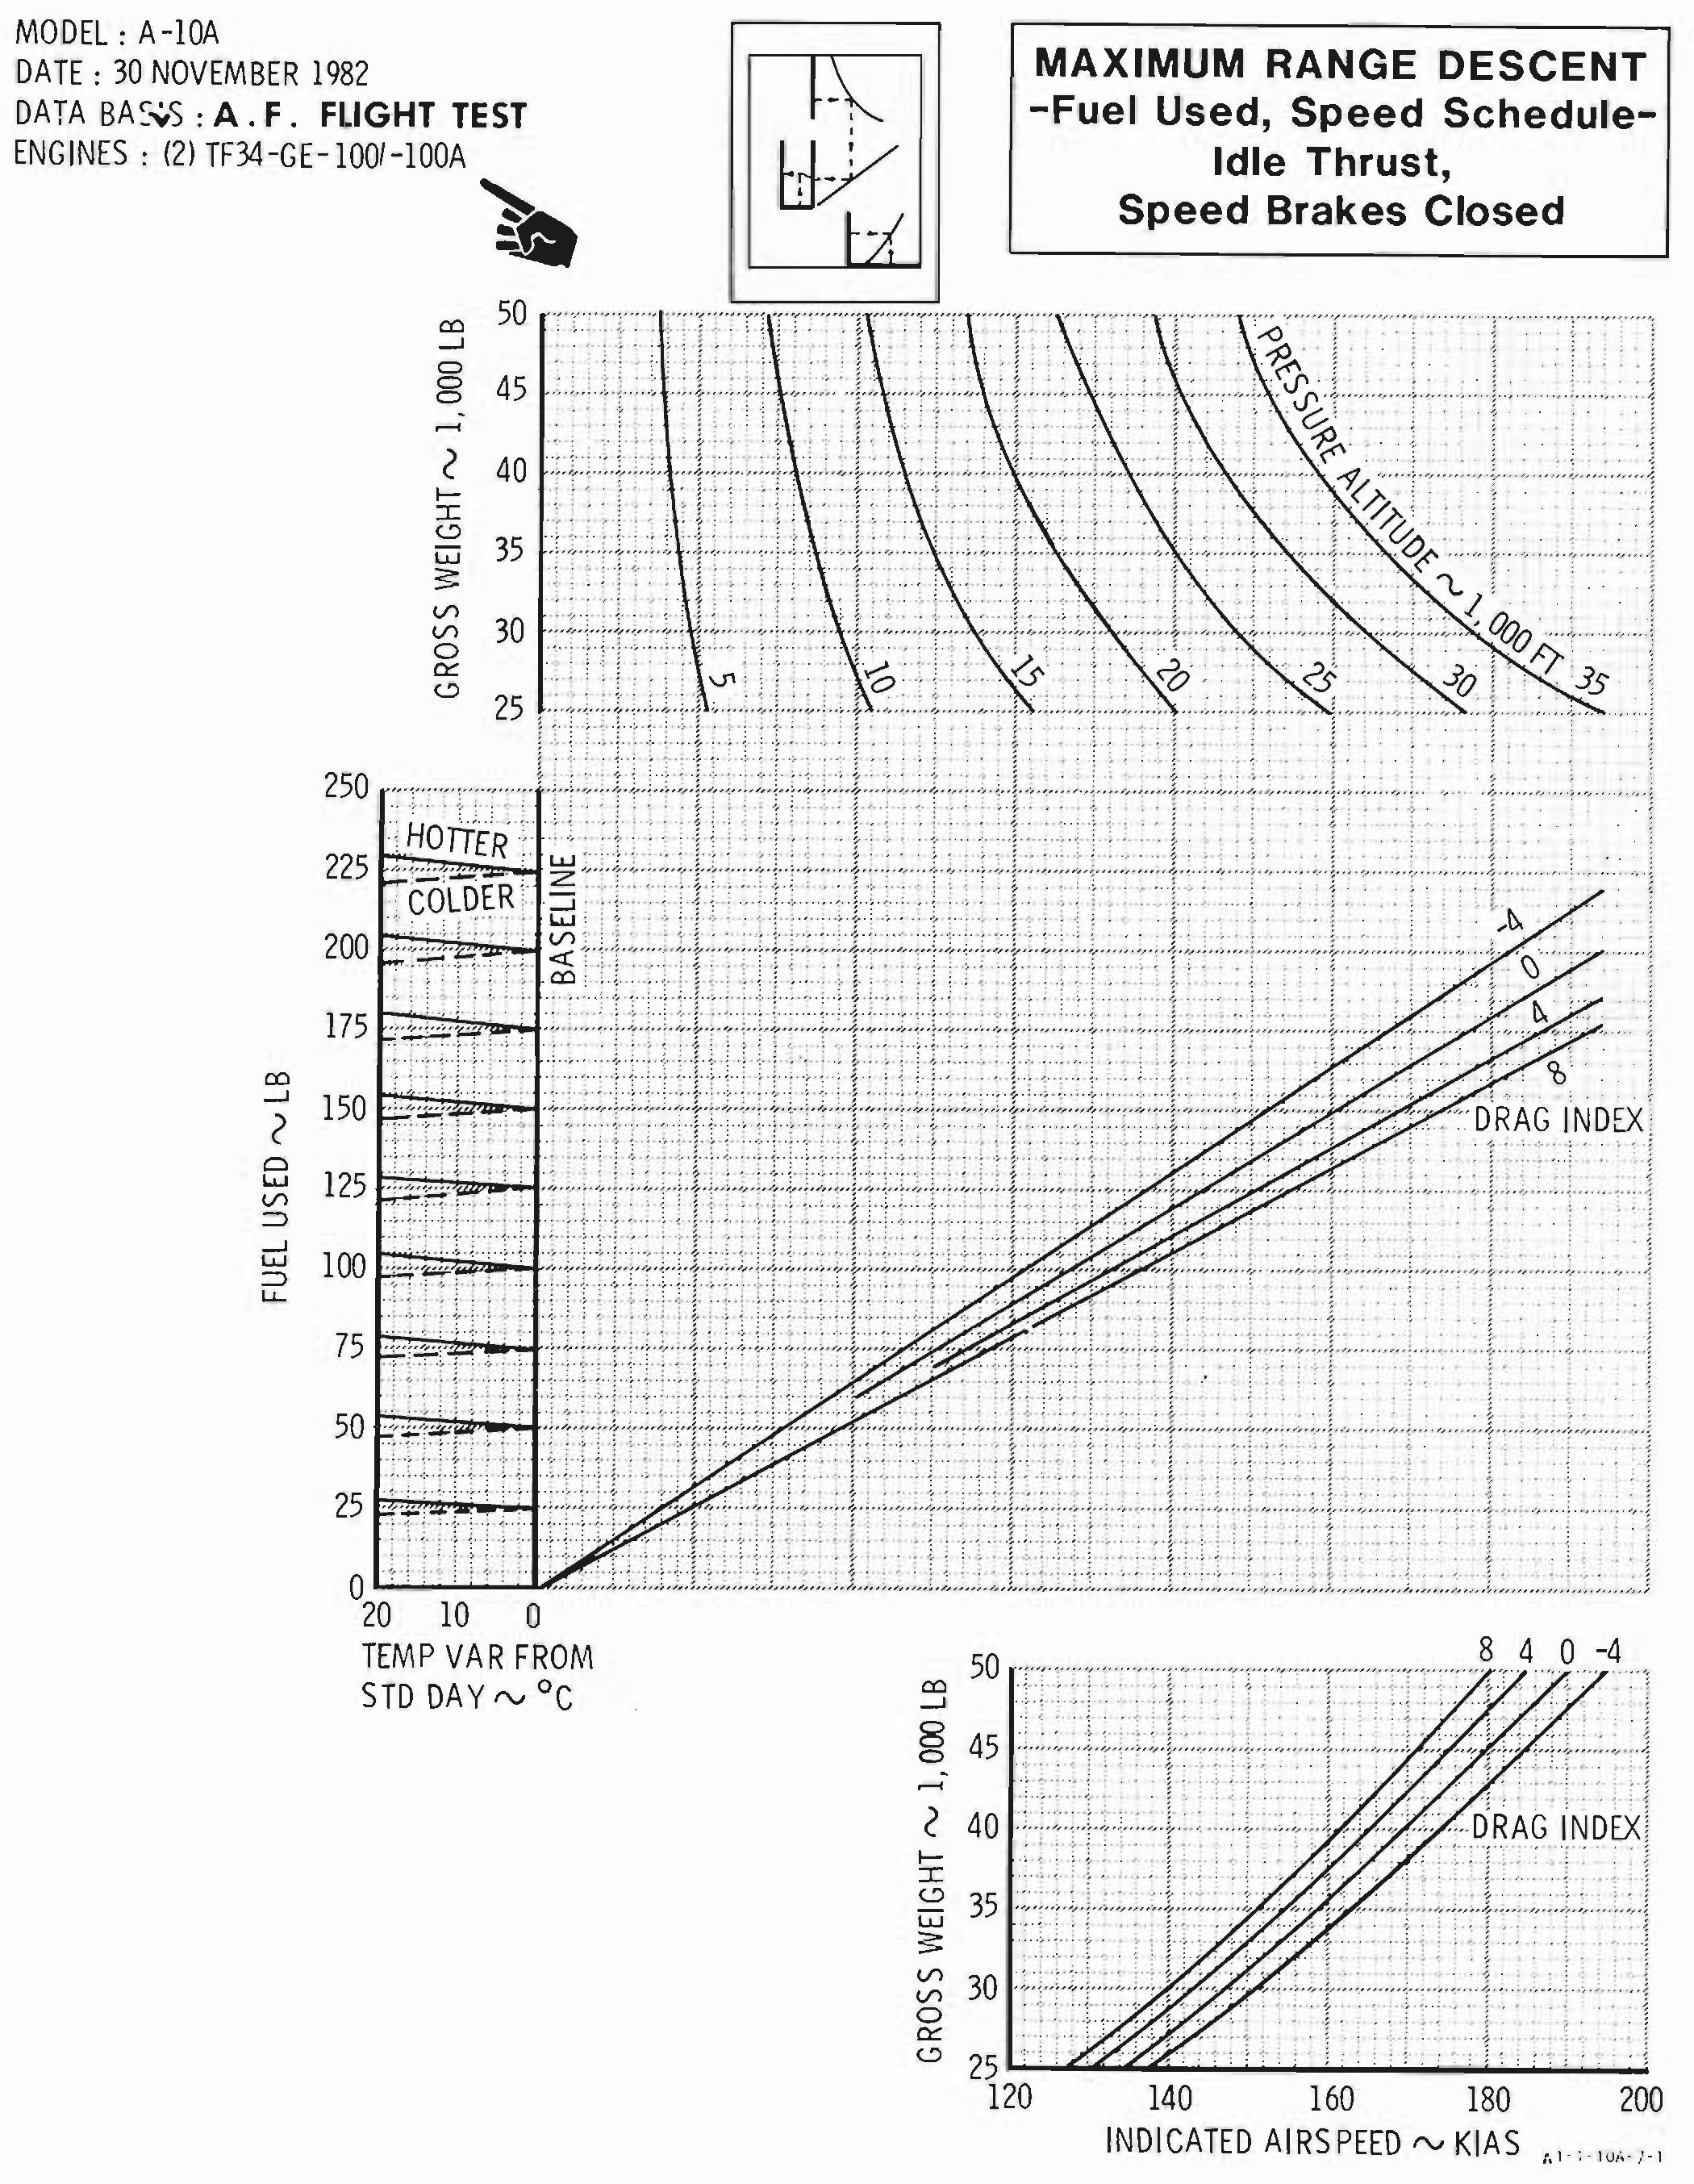 MODEL : A-10A
DATE : 30 NOVEMBER 1982
DATA BASIS : A.F. FLIGHT TEST
ENGINES : (2) TF34-GE-100/-100A
MAXIMUM RANGE DESCENT
-Fuel Used, Speed Schedule-
Idle Thrust,
Speed Brakes Closed
GROSS WEIGHT ~ 1,000 LB
50
45
40
35
30
25
PRESSURE ALTITUDE ~ 1,000 FT
5
10
15
20
25
30
35
FUEL USED ~ LB
250
225
200
175
150
125
100
75
50
25
0
HOTTER
COLDER
BASELINE
-4
0
4
8
DRAG INDEX
20 10 0
TEMP VAR FROM
STD DAY ~ °C
GROSS WEIGHT ~ 1,000 LB
50
45
40
35
30
25
8 4 0 -4
DRAG INDEX
120 140 160 180 200
INDICATED AIRSPEED ~ KIAS